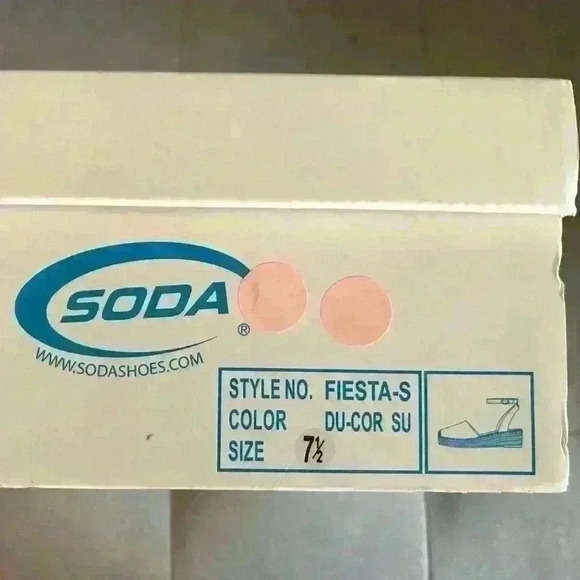 SODA®
WWW.SODASHOES.COM
STYLE NO. FIESTA-S
COLOR DU-COR SU
SIZE 7½